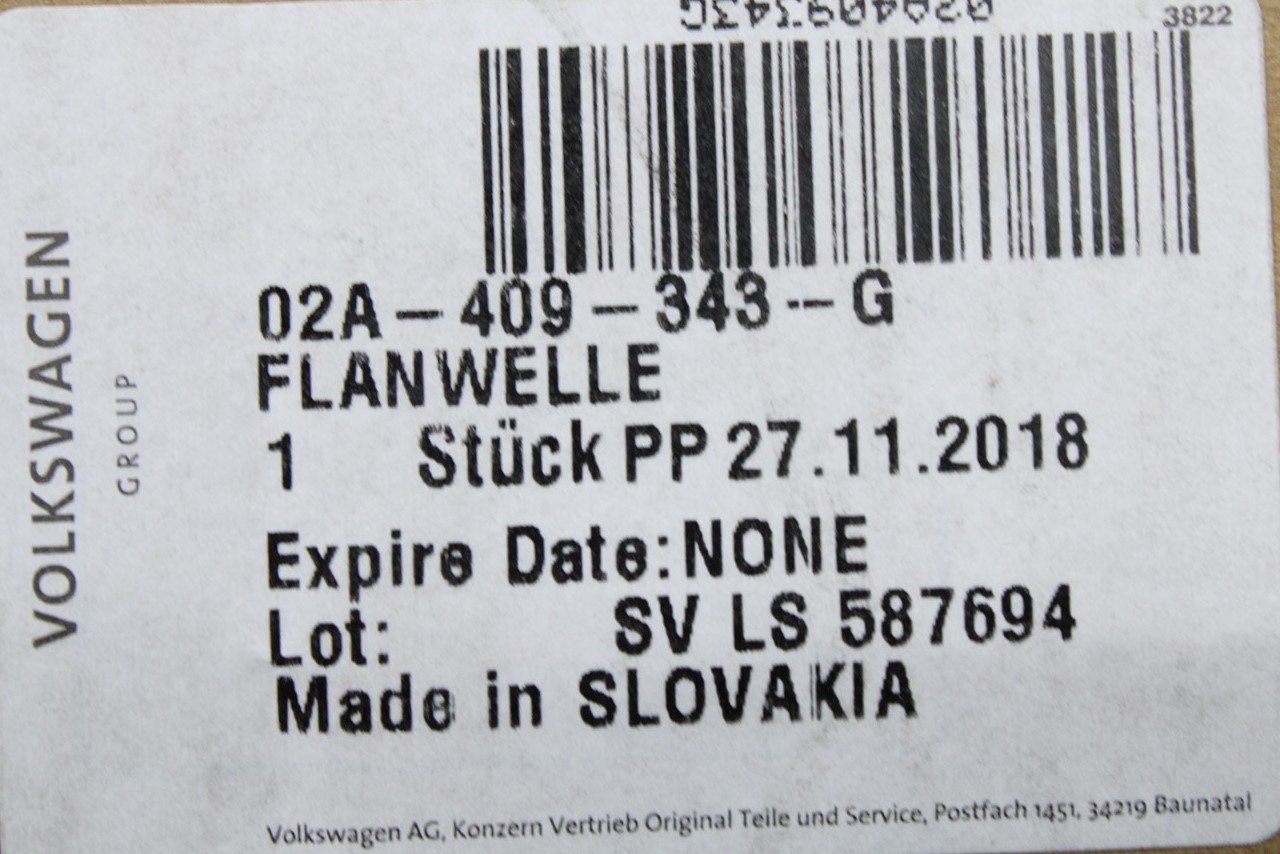 02A409343G
3822
VOLKSWAGEN
GROUP
02A-409-343--G
FLANWELLE
1 Stück PP 27.11.2018
Expire Date:NONE
Lot: SV LS 587694
Made in SLOVAKIA
Volkswagen AG, Konzern Vertrieb Original Teile und Service, Postfach 1451, 34219 Baunatal